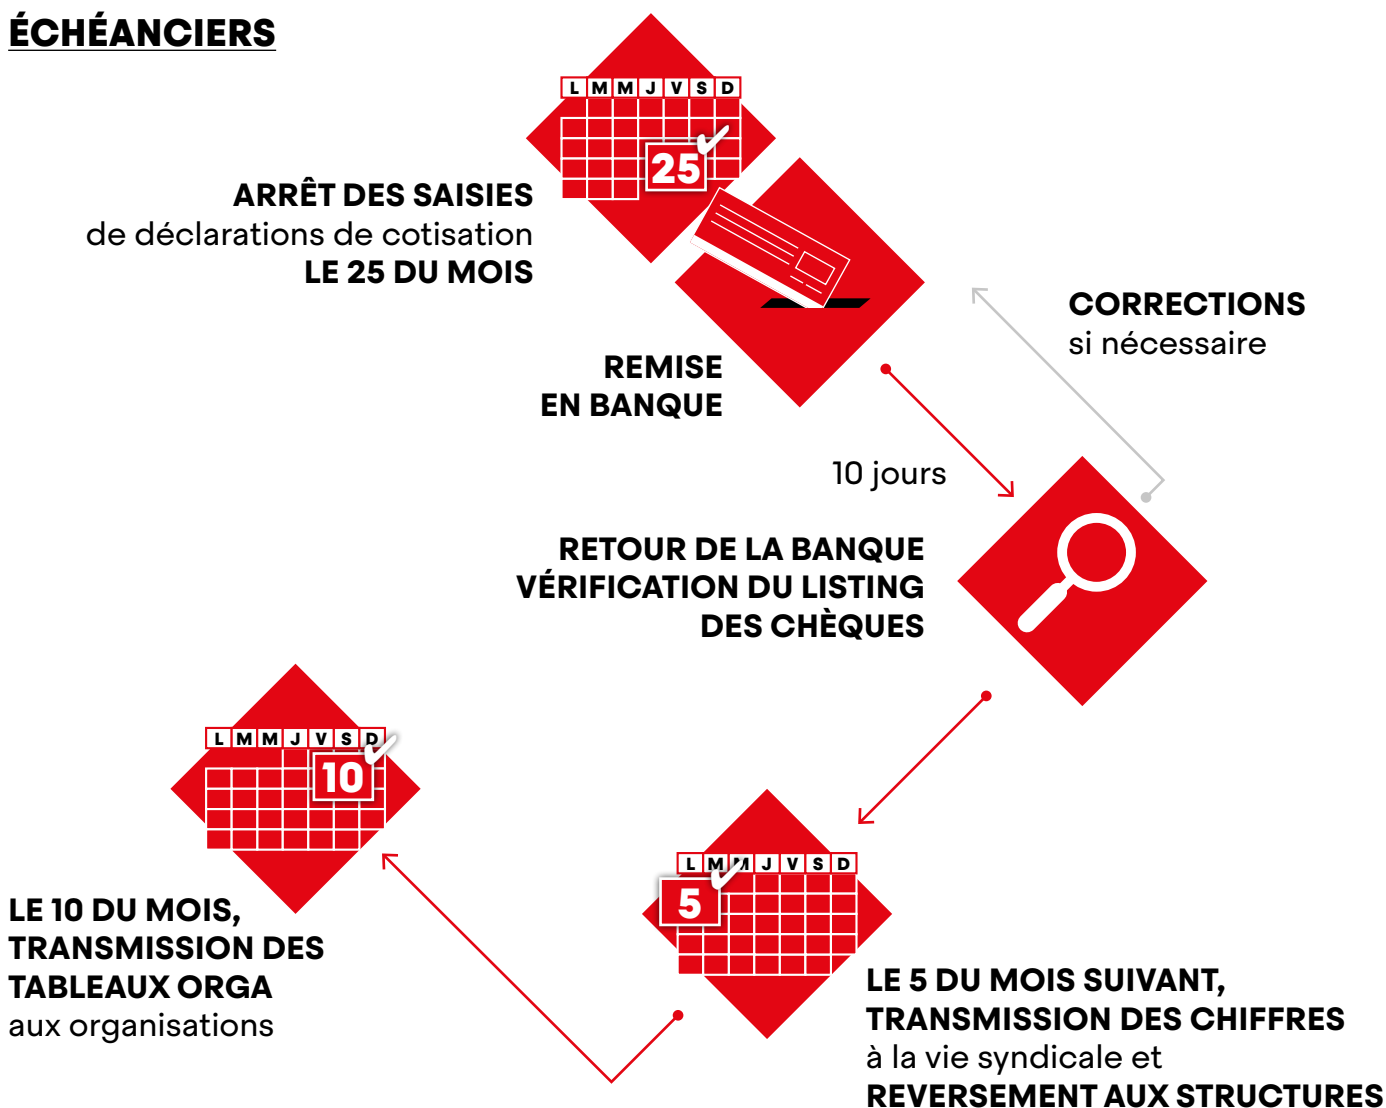 ÉCHÉANCIERS
L M M J V S D
25
ARRÊT DES SAISIES
de déclarations de cotisation
LE 25 DU MOIS
REMISE
EN BANQUE
CORRECTIONS
si nécessaire
10 jours
RETOUR DE LA BANQUE
VÉRIFICATION DU LISTING
DES CHÈQUES
L M M J V S D
5
LE 5 DU MOIS SUIVANT,
TRANSMISSION DES CHIFFRES
à la vie syndicale et
REVERSEMENT AUX STRUCTURES
L M M J V S D
10
LE 10 DU MOIS,
TRANSMISSION DES
TABLEAUX ORGA
aux organisations